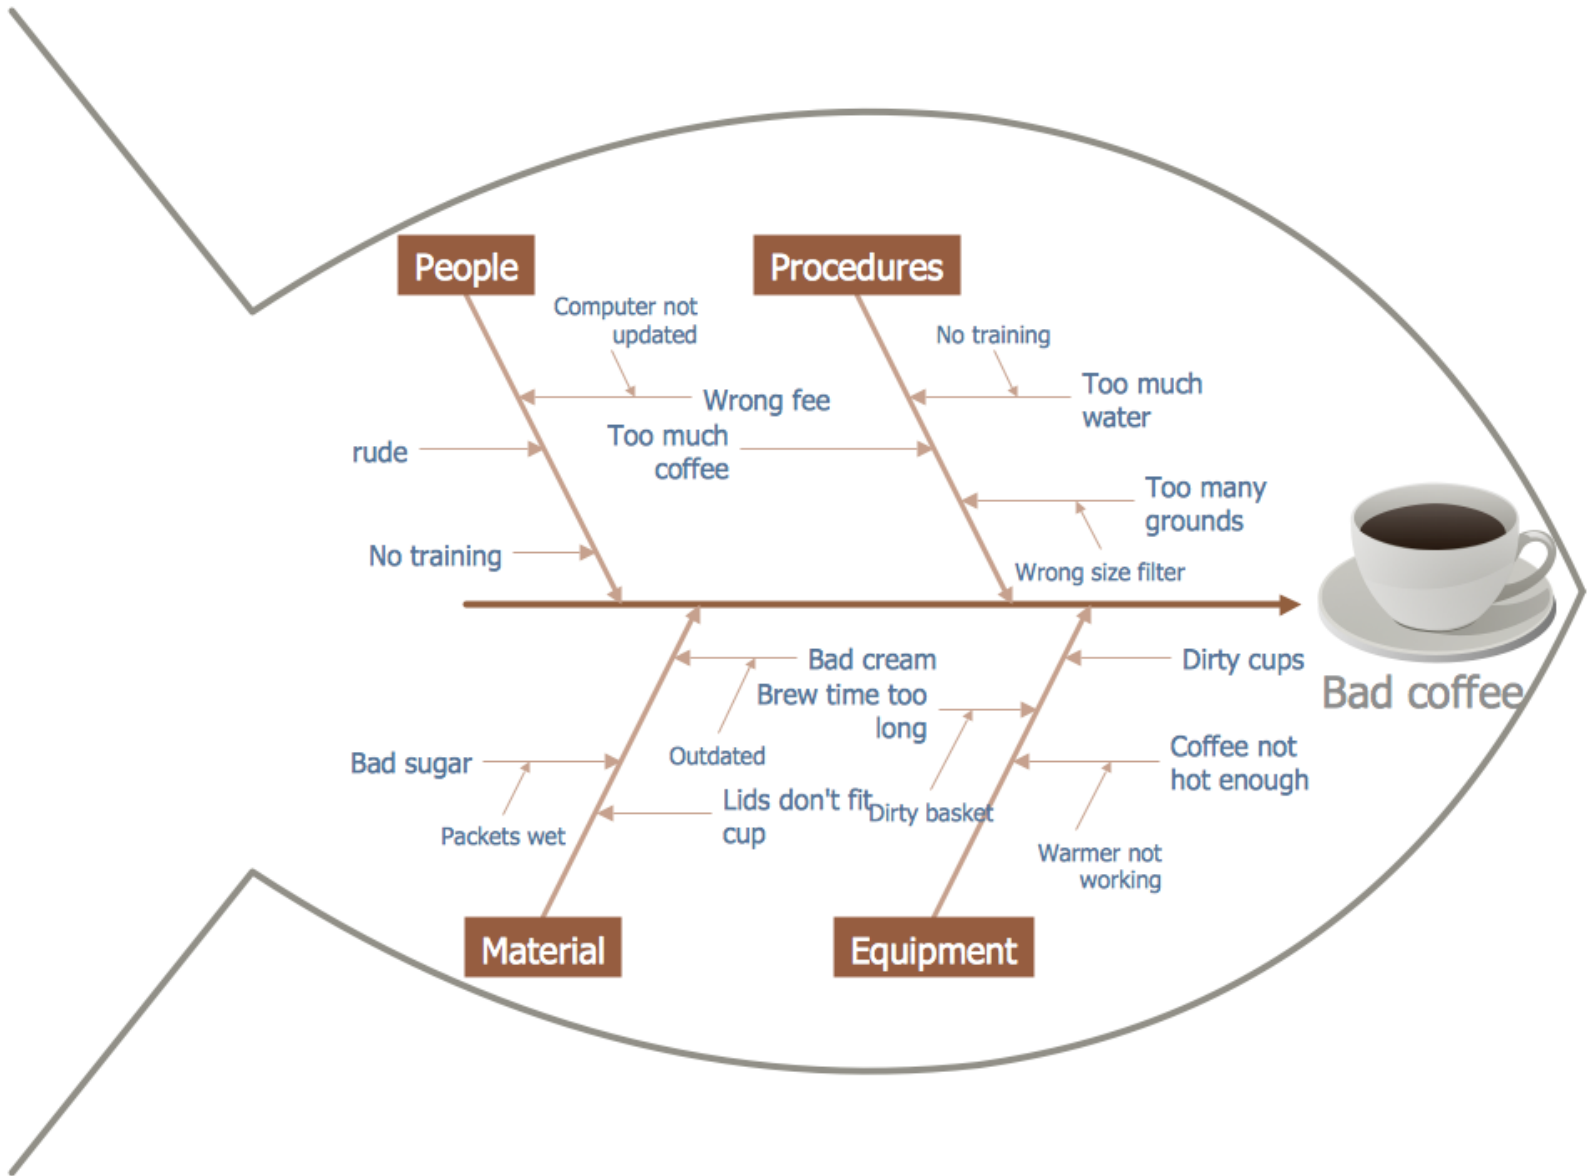 People
Procedures
Computer not
updated
No training
Wrong fee
Too much
water
Too much
coffee
rude
Too many
grounds
No training
Wrong size filter
Bad cream
Dirty cups
Brew time too
long
Bad coffee
Outdated
Bad sugar
Coffee not
hot enough
Lids don't fit
cup
Dirty basket
Packets wet
Warmer not
working
Material
Equipment